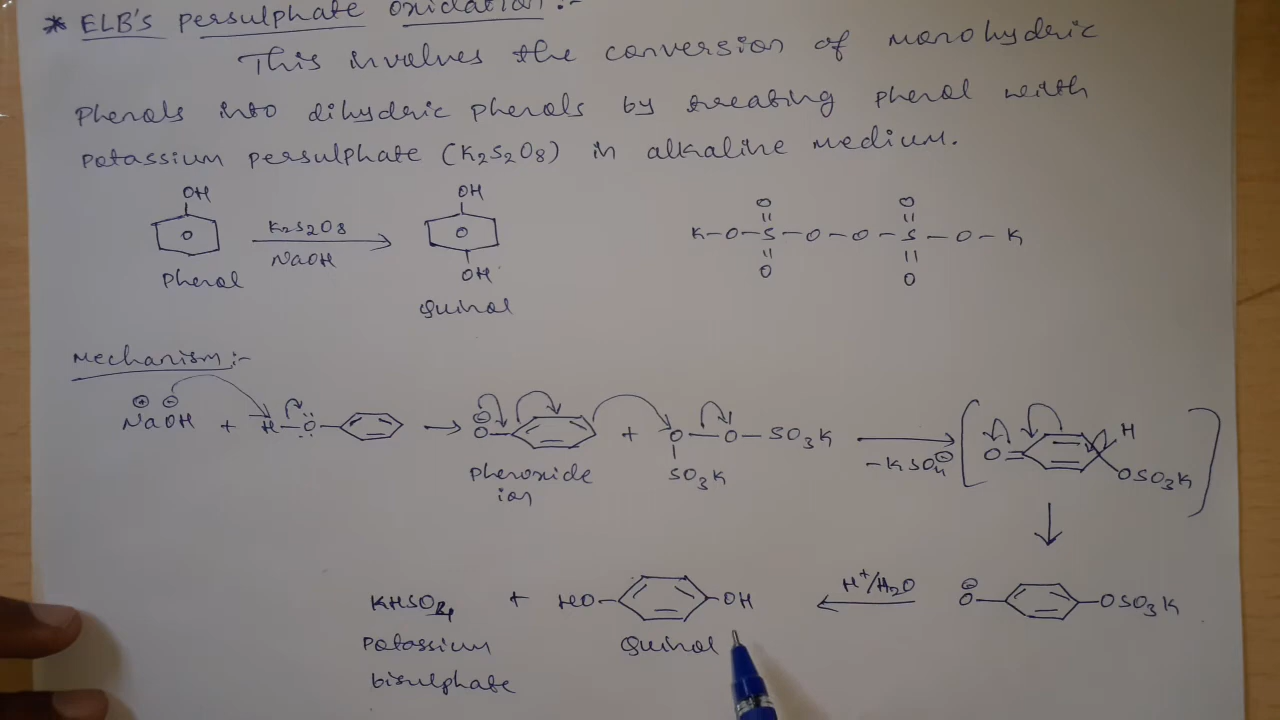 * ELB's persulphate oxidation :-
This involves the conversion of monohydric
phenols into dihydric phenols by treating phenol with
potassium persulphate (K2S2O8) in alkaline medium.
OH
K2S2O8
NaOH
phenol
OH
OH
quinol
O O
K-O-S-O-O-S-O-K
O O
Mechanism:-
⊕ ⊖
NaOH + H-O-
→
⊖
O-
phenoxide
ion
+ O-O-SO3K
SO3K
-KSO4⊖
O=
H
OSO3K
⊖
O- -OSO3K
H+/H2O
KHSO4 + HO- -OH
potassium
bisulphate
quinol